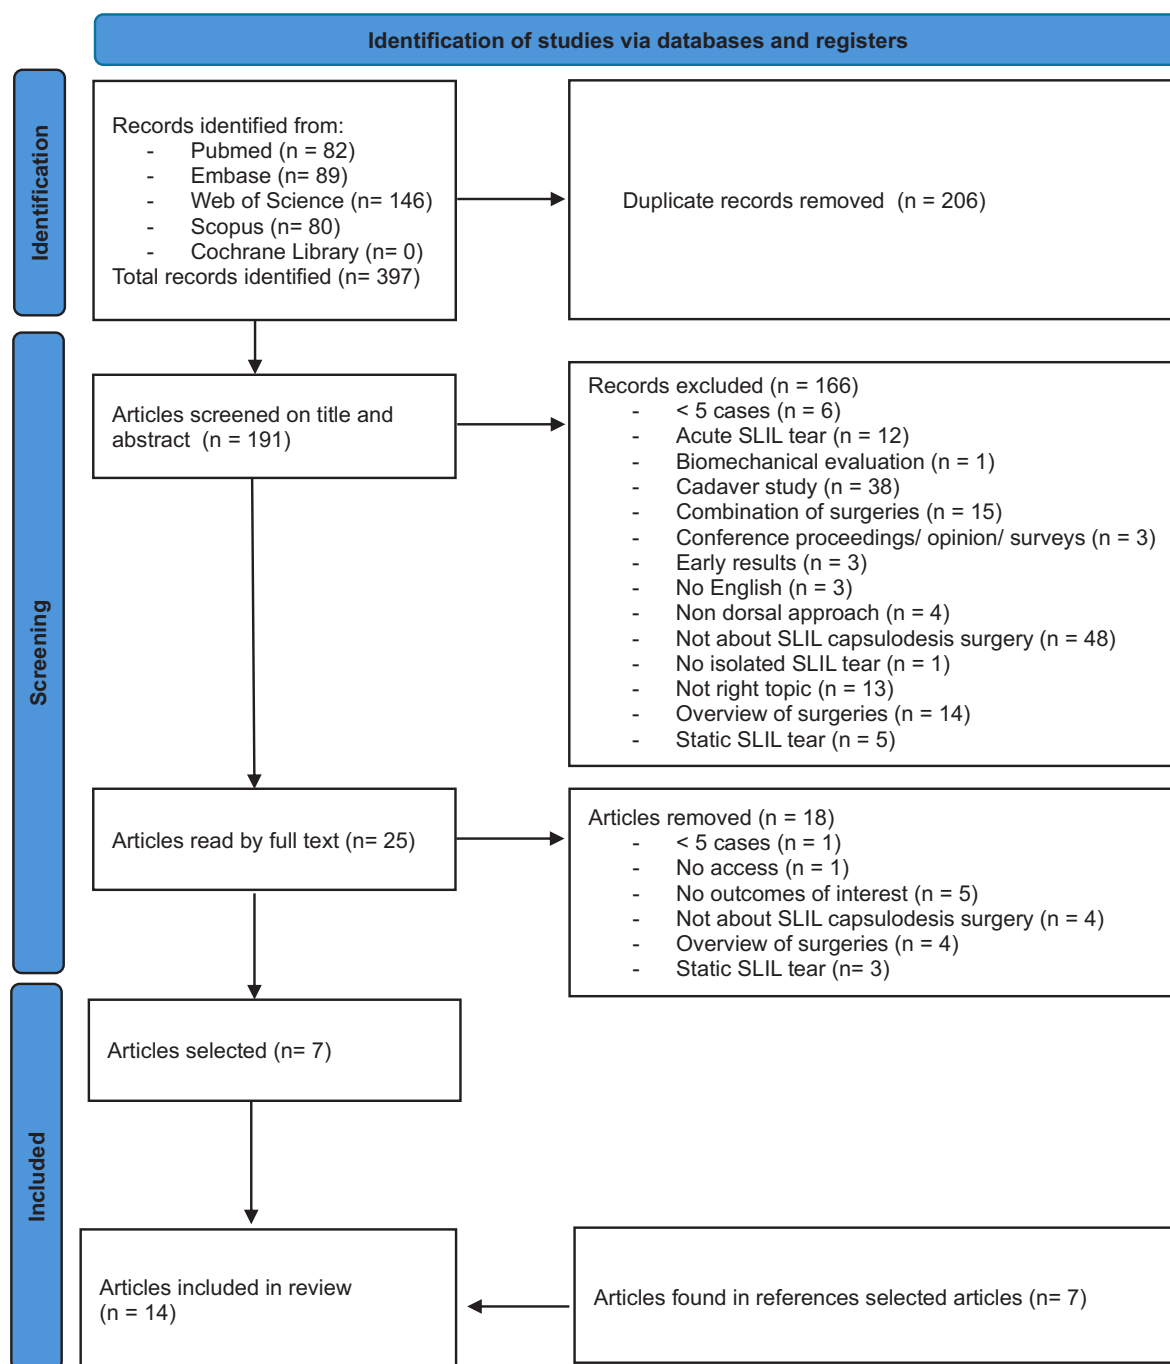 Identification of studies via databases and registers
Identification
Records identified from:
- Pubmed (n = 82)
- Embase (n= 89)
- Web of Science (n= 146)
- Scopus (n= 80)
- Cochrane Library (n= 0)
Total records identified (n= 397)
Duplicate records removed (n = 206)
Screening
Articles screened on title and
abstract (n = 191)
Records excluded (n = 166)
- < 5 cases (n = 6)
- Acute SLIL tear (n = 12)
- Biomechanical evaluation (n = 1)
- Cadaver study (n = 38)
- Combination of surgeries (n = 15)
- Conference proceedings/ opinion/ surveys (n = 3)
- Early results (n = 3)
- No English (n = 3)
- Non dorsal approach (n = 4)
- Not about SLIL capsulodesis surgery (n = 48)
- No isolated SLIL tear (n = 1)
- Not right topic (n = 13)
- Overview of surgeries (n = 14)
- Static SLIL tear (n = 5)
Articles read by full text (n= 25)
Articles removed (n = 18)
- < 5 cases (n = 1)
- No access (n = 1)
- No outcomes of interest (n = 5)
- Not about SLIL capsulodesis surgery (n = 4)
- Overview of surgeries (n = 4)
- Static SLIL tear (n= 3)
Included
Articles selected (n= 7)
Articles included in review
(n = 14)
Articles found in references selected articles (n= 7)